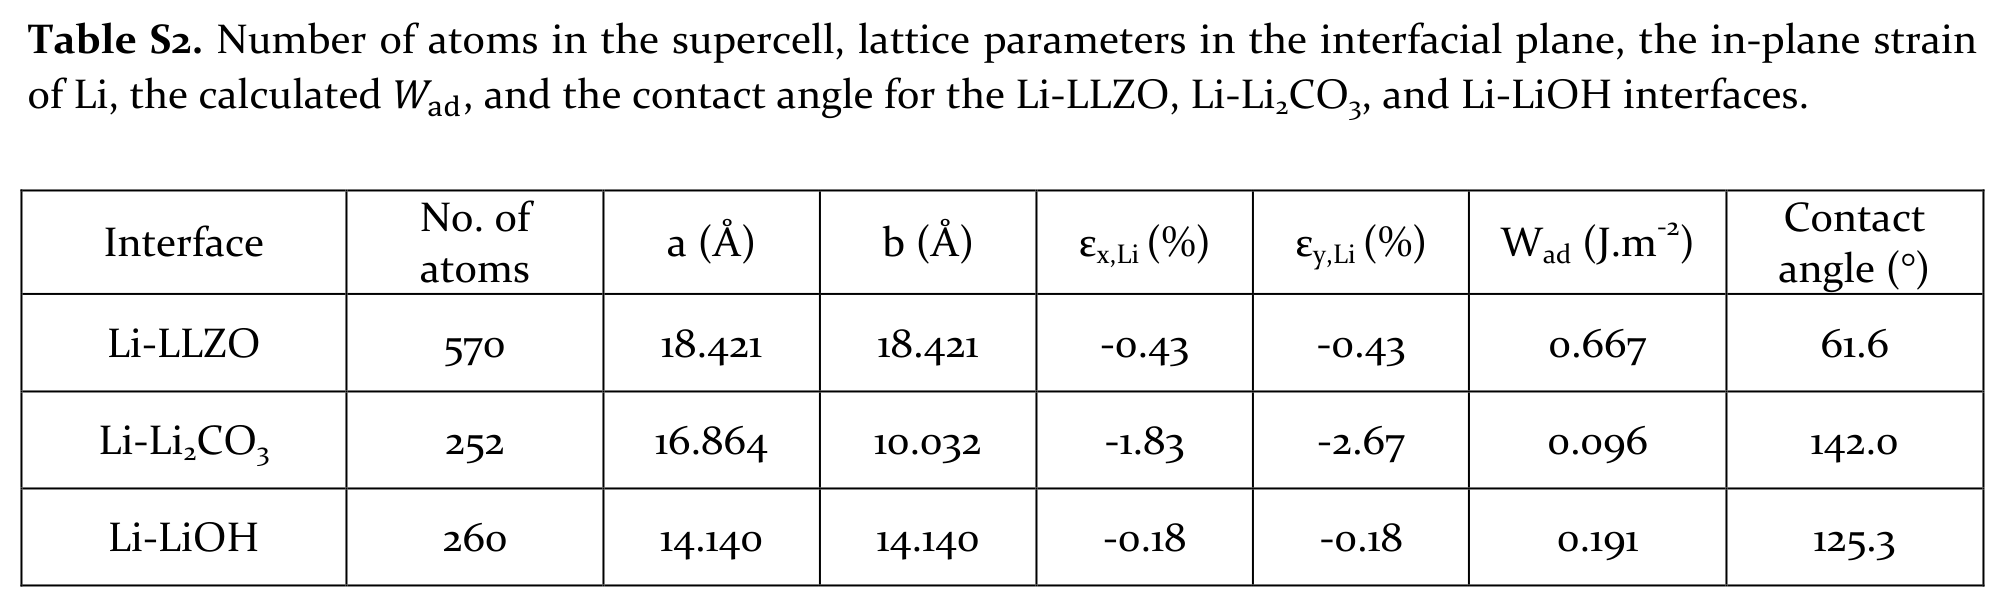 Table S2. Number of atoms in the supercell, lattice parameters in the interfacial plane, the in-plane strain
of Li, the calculated W_ad, and the contact angle for the Li-LLZO, Li-Li₂CO₃, and Li-LiOH interfaces.
Interface No. of atoms a (Å) b (Å) εx,Li (%) εy,Li (%) Wad (J.m⁻²) Contact angle (°)
Li-LLZO 570 18.421 18.421 -0.43 -0.43 0.667 61.6
Li-Li₂CO₃ 252 16.864 10.032 -1.83 -2.67 0.096 142.0
Li-LiOH 260 14.140 14.140 -0.18 -0.18 0.191 125.3